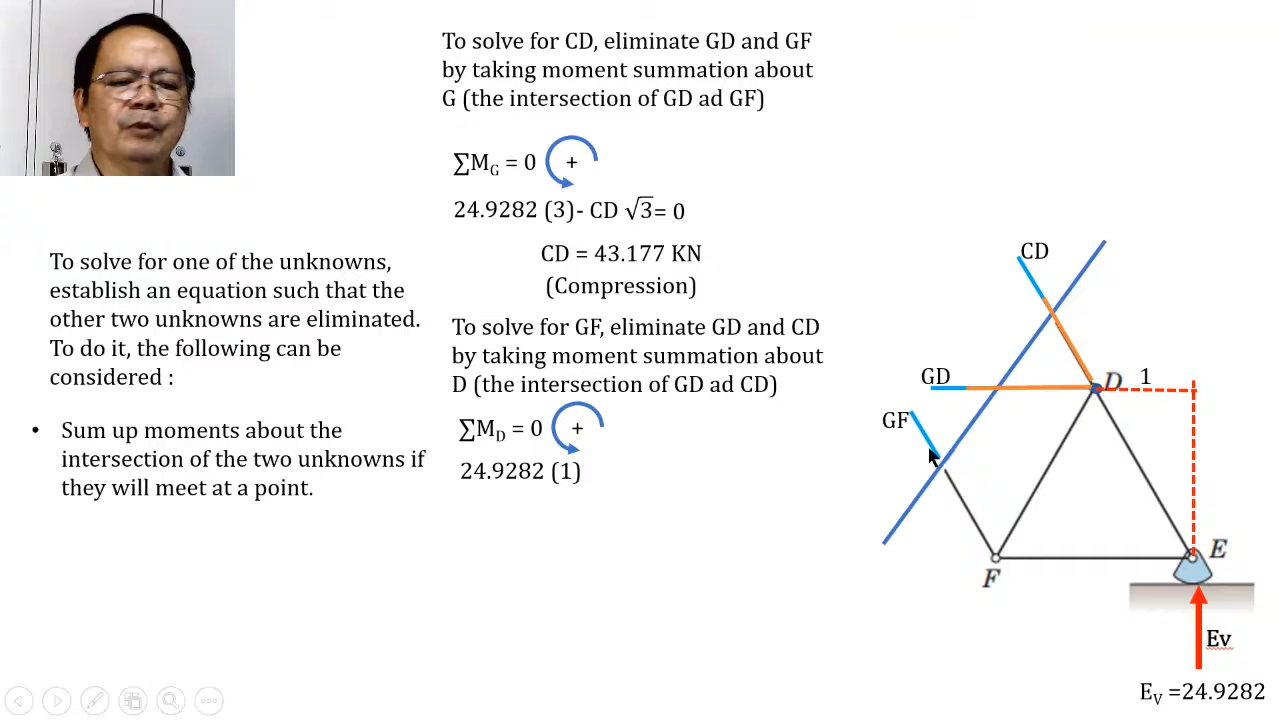 To solve for CD, eliminate GD and GF
by taking moment summation about
G (the intersection of GD ad GF)
∑M_G = 0 +
24.9282 (3)- CD √3= 0
CD = 43.177 KN
(Compression)
To solve for one of the unknowns,
establish an equation such that the
other two unknowns are eliminated.
To do it, the following can be
considered :
• Sum up moments about the
intersection of the two unknowns if
they will meet at a point.
To solve for GF, eliminate GD and CD
by taking moment summation about
D (the intersection of GD ad CD)
∑M_D = 0 +
24.9282 (1)
CD
GD
D
1
GF
E
F
Ev
E_V =24.9282